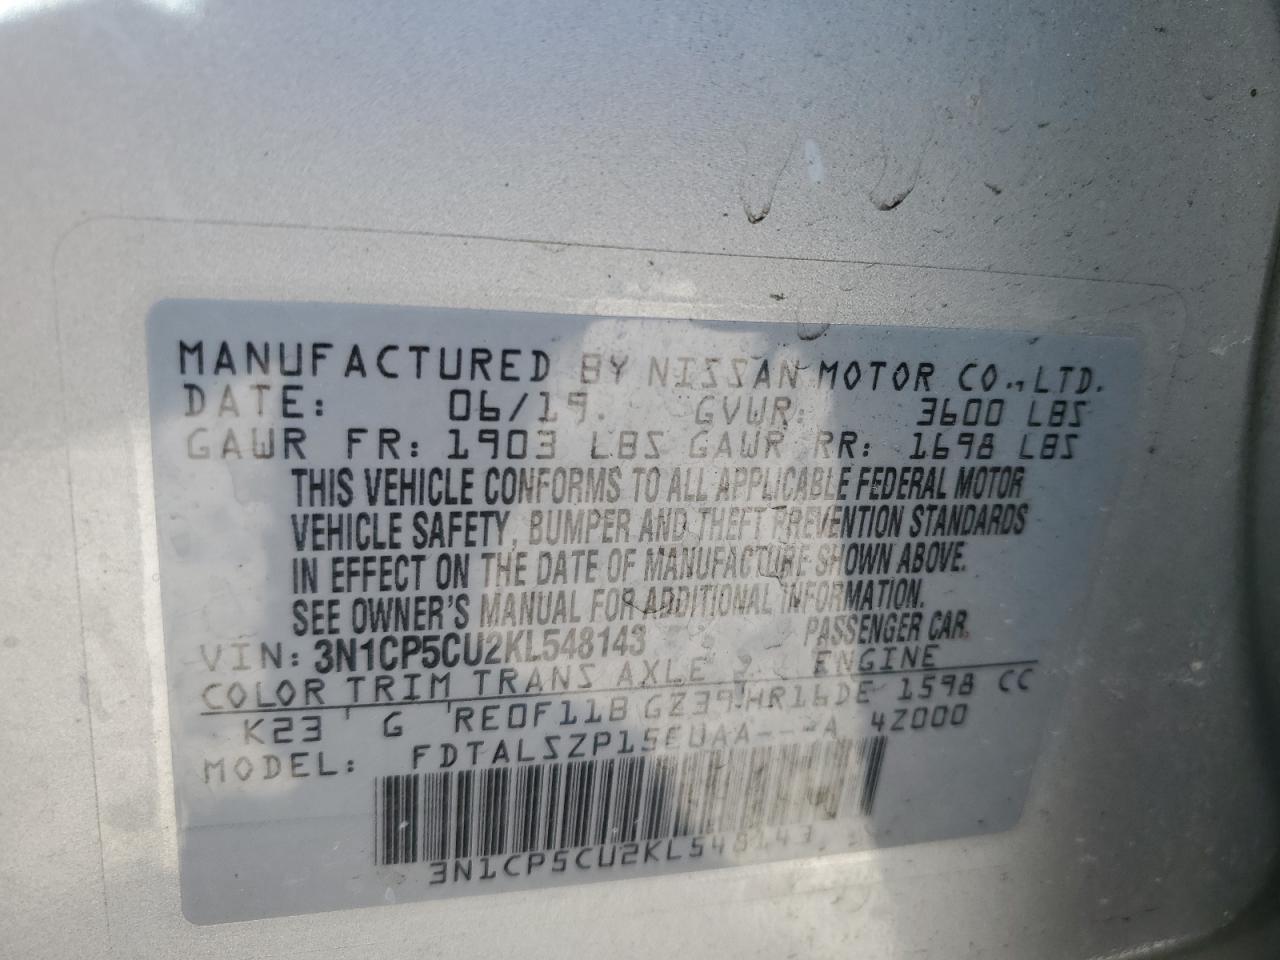 MANUFACTURED BY NISSAN MOTOR CO., LTD.
DATE: 06/19. GVWR: 3600 LBS
GAWR FR: 1903 LBS GAWR RR: 1698 LBS
THIS VEHICLE CONFORMS TO ALL APPLICABLE FEDERAL MOTOR
VEHICLE SAFETY, BUMPER AND THEFT PREVENTION STANDARDS
IN EFFECT ON THE DATE OF MANUFACTURE SHOWN ABOVE.
SEE OWNER'S MANUAL FOR ADDITIONAL INFORMATION.
VIN: 3N1CP5CU2KL548143 PASSENGER CAR.
COLOR TRIM TRANS AXLE ENGINE
K23 G RE0F11B GZ39 HR16DE 1598 CC
MODEL: FDTALSZP15EUAA---A 4Z000
3N1CP5CU2KL548143